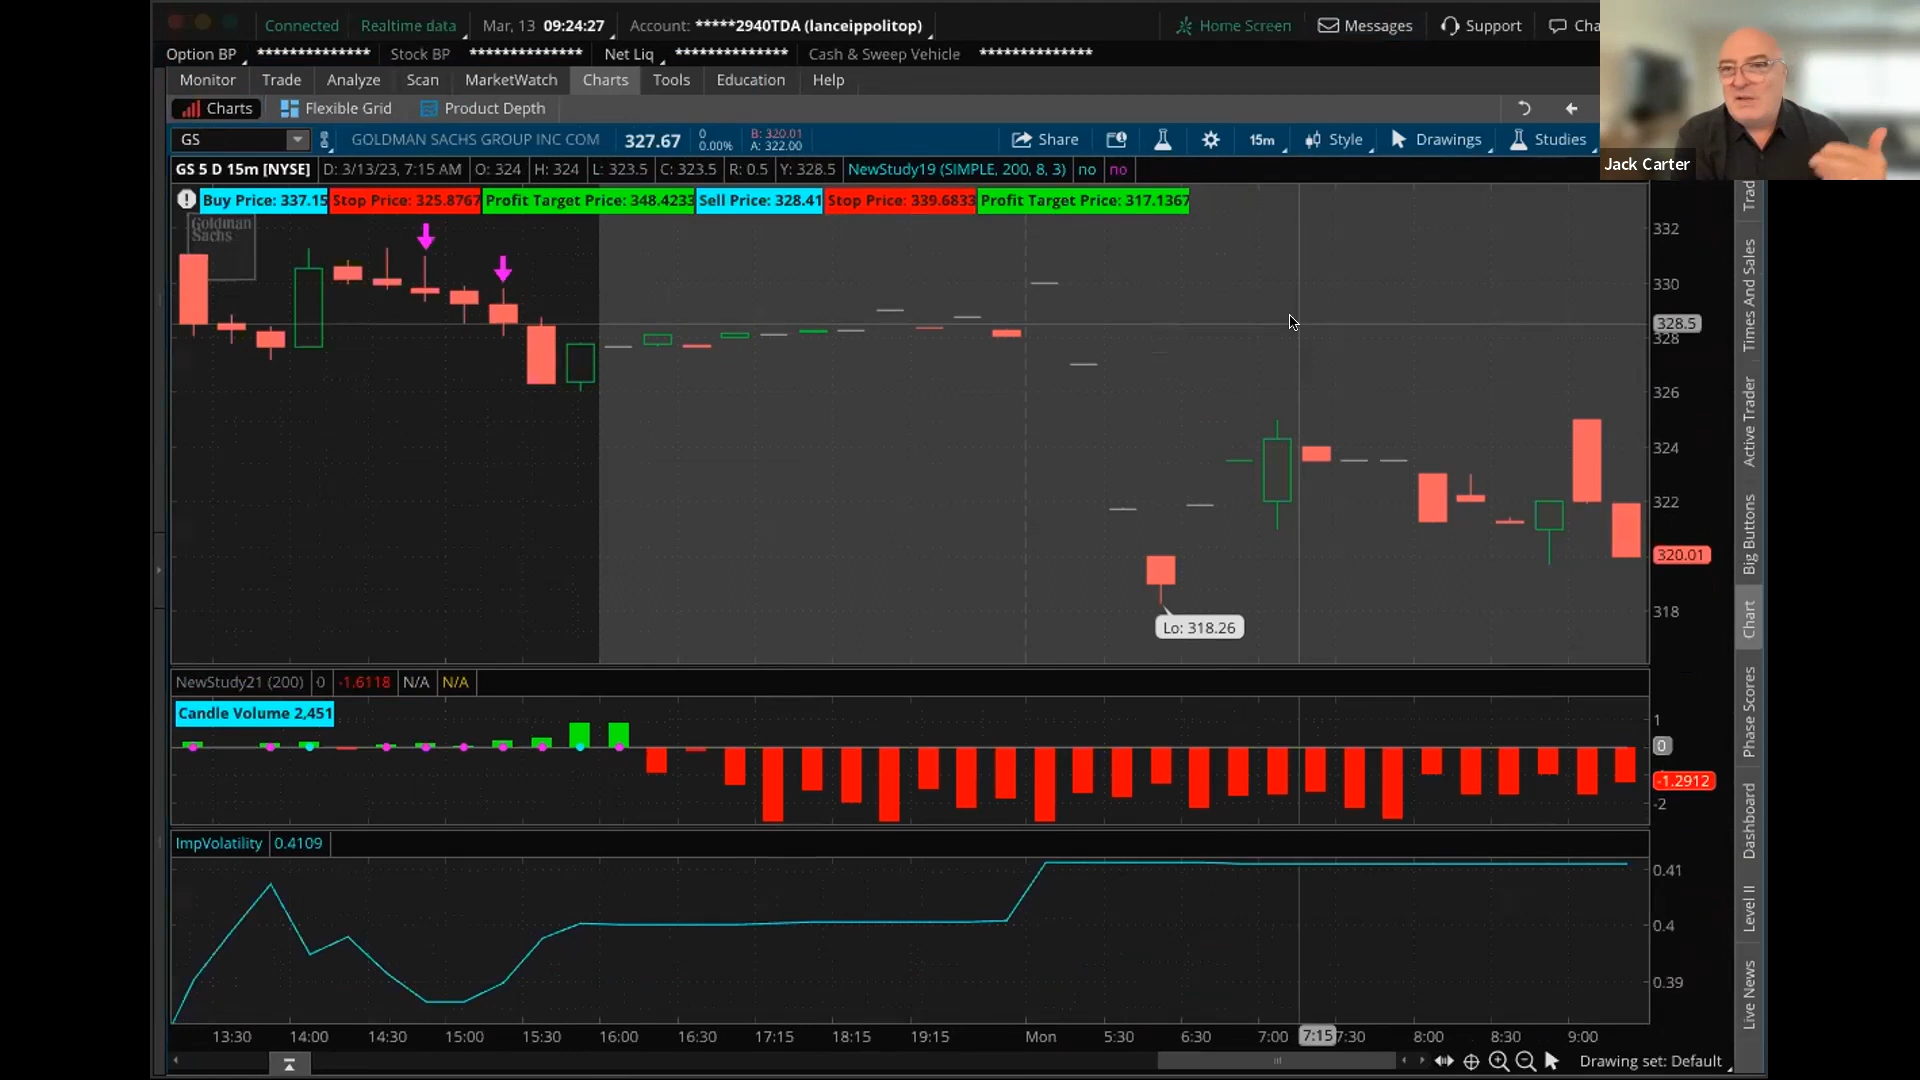 Connected Realtime data Mar, 13 09:24:27 Account: *****2940TDA (lanceippolitop) Home Screen Messages Support Cha
Option BP ************** Stock BP ************** Net Liq ************** Cash & Sweep Vehicle **************
Monitor Trade Analyze Scan MarketWatch Charts Tools Education Help
Charts Flexible Grid Product Depth
GS GOLDMAN SACHS GROUP INC COM 327.67 0 0.00% B: 320.01 A: 322.00 Share 15m Style Drawings Studies
Jack Carter
GS 5 D 15m [NYSE] D: 3/13/23, 7:15 AM O: 324 H: 324 L: 323.5 C: 323.5 R: 0.5 Y: 328.5 NewStudy19 (SIMPLE, 200, 8, 3) no no
Buy Price: 337.15 Stop Price: 325.8767 Profit Target Price: 348.4233 Sell Price: 328.41 Stop Price: 339.6833 Profit Target Price: 317.1367
Goldman
Sachs
332
330
328.5
328
326
324
322
320.01
318
Lo: 318.26
NewStudy21 (200) 0 -1.6118 N/A N/A
Candle Volume 2,451
1
0
-1.2912
-2
ImpVolatility 0.4109
0.41
0.4
0.39
13:30 14:00 14:30 15:00 15:30 16:00 16:30 17:15 18:15 19:15 Mon 5:30 6:30 7:00 7:15 7:30 8:00 8:30 9:00
Drawing set: Default
Trad
Times And Sales
Active Trader
Big Buttons
Chart
Phase Scores
Dashboard
Level II
Live News